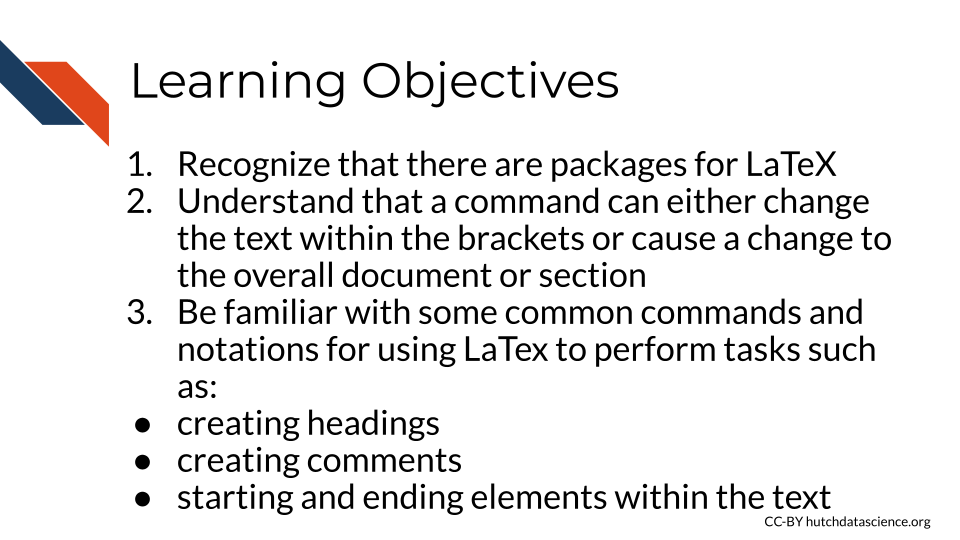 Learning Objectives
1. Recognize that there are packages for LaTeX
2. Understand that a command can either change
the text within the brackets or cause a change to
the overall document or section
3. Be familiar with some common commands and
notations for using LaTex to perform tasks such
as:
● creating headings
● creating comments
● starting and ending elements within the text
CC-BY hutchdatascience.org